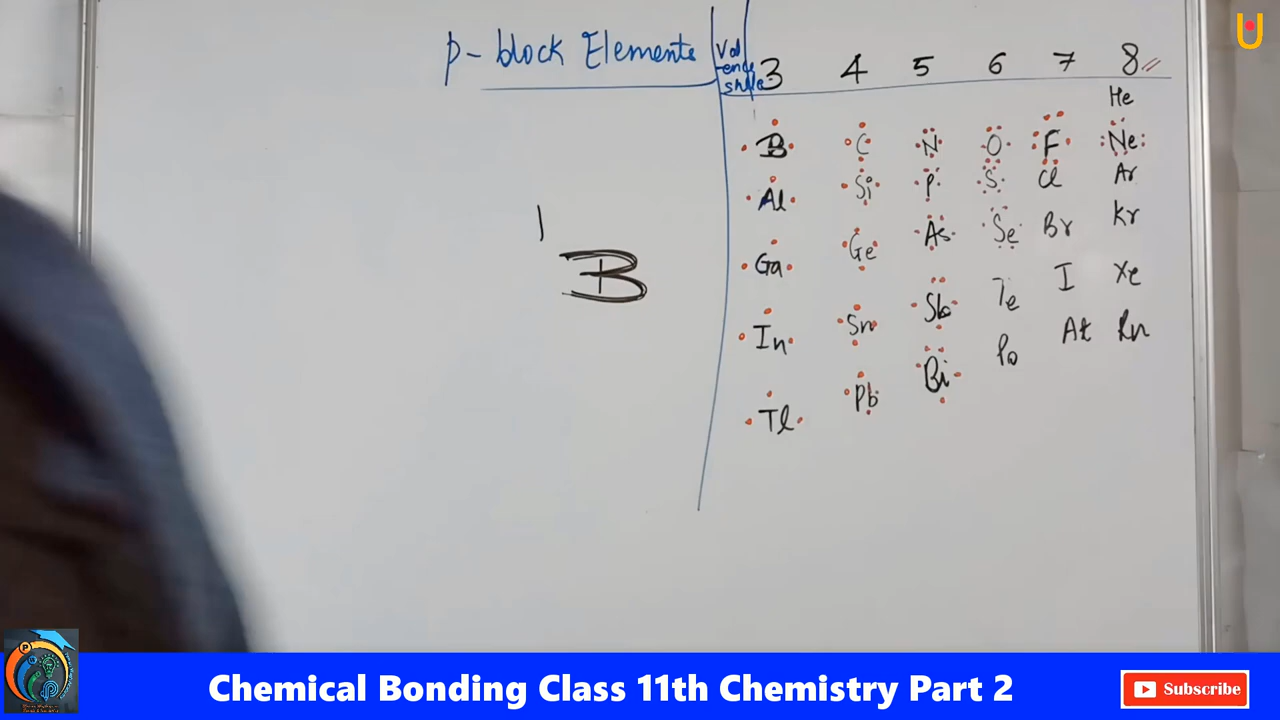 p-block Elements
Val
ence
3 4 5 6 7 8
He
B C N O F Ne
Al Si P S Cl Ar
Ga Ge As Se Br Kr
In Sn Sb Te I Xe
Tl Pb Bi Po At Rn
B
U
Chemical Bonding Class 11th Chemistry Part 2
Subscribe